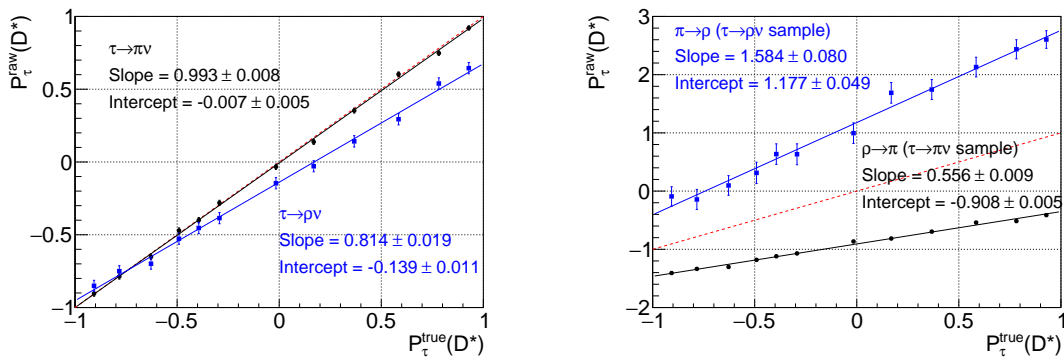 P_τ^raw(D*)
1
0.5
0
−0.5
−1
τ→πν
Slope = 0.993 ± 0.008
Intercept = -0.007 ± 0.005
τ→ρν
Slope = 0.814 ± 0.019
Intercept = -0.139 ± 0.011
−1 −0.5 0 0.5 1
P_τ^true(D*)
P_τ^raw(D*)
3
2
1
0
−1
−2
π→ρ (τ→ρν sample)
Slope = 1.584 ± 0.080
Intercept = 1.177 ± 0.049
ρ→π (τ→πν sample)
Slope = 0.556 ± 0.009
Intercept = -0.908 ± 0.005
−1 −0.5 0 0.5 1
P_τ^true(D*)